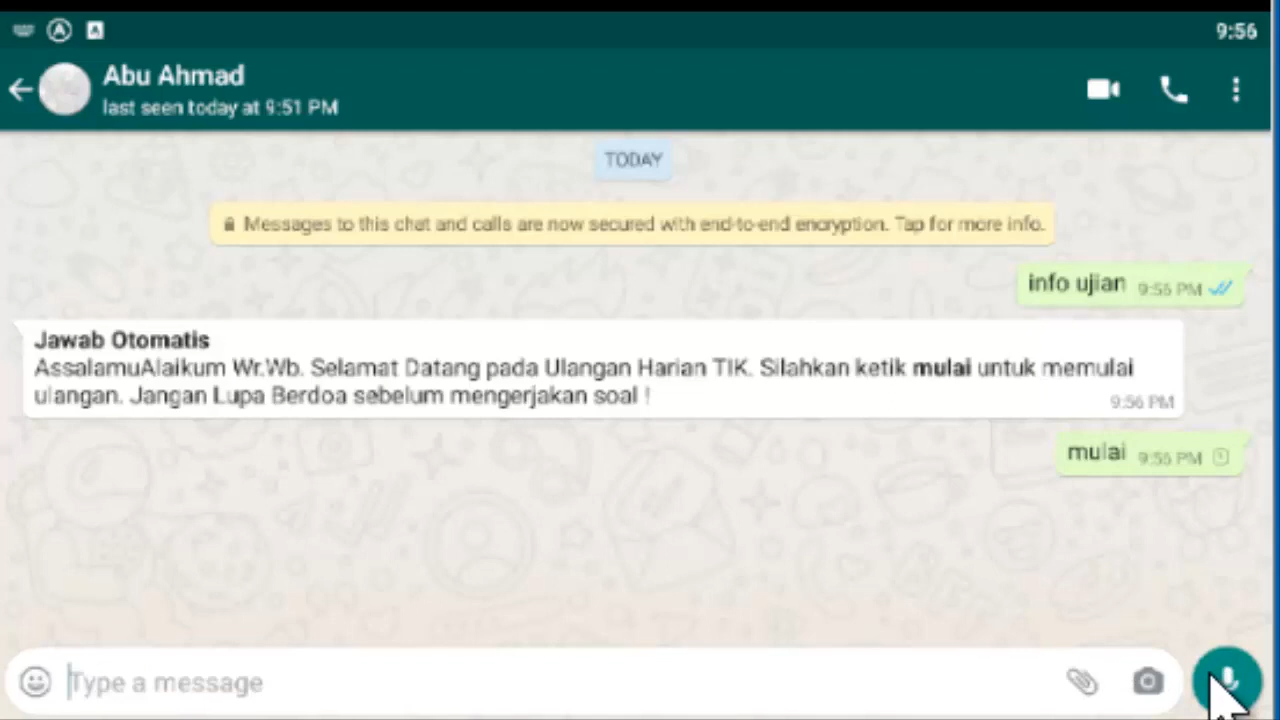 9:56
Abu Ahmad
last seen today at 9:51 PM
TODAY
Messages to this chat and calls are now secured with end-to-end encryption. Tap for more info.
info ujian 9:56 PM
Jawab Otomatis
AssalamuAlaikum Wr.Wb. Selamat Datang pada Ulangan Harian TIK. Silahkan ketik mulai untuk memulai
ulangan. Jangan Lupa Berdoa sebelum mengerjakan soal !
9:56 PM
mulai 9:56 PM
Type a message